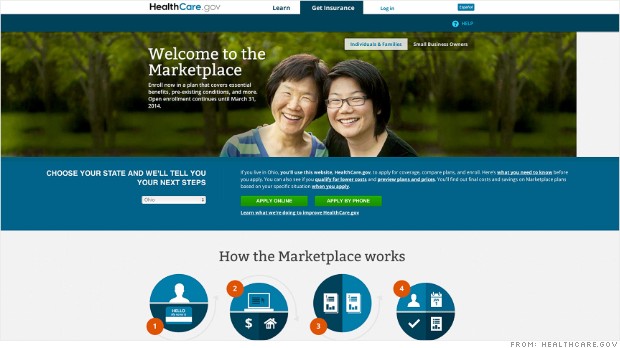 HealthCare.gov
Learn
Get Insurance
Log in
Español
? HELP
Individuals & Families
Small Business Owners
Welcome to the
Marketplace
Enroll now in a plan that covers essential
benefits, pre-existing conditions, and more.
Open enrollment continues until March 31,
2014.
CHOOSE YOUR STATE AND WE'LL TELL YOU
YOUR NEXT STEPS
Ohio
If you live in Ohio, you'll use this website, HealthCare.gov, to apply for coverage, compare plans, and enroll. Here's what you need to know before
you apply. You can also see if you qualify for lower costs and preview plans and prices. You'll find out final costs and savings on Marketplace plans
based on your specific situation when you apply.
APPLY ONLINE
APPLY BY PHONE
Learn what we're doing to improve HealthCare.gov
How the Marketplace works
1
HELLO
2
$
3
4
FROM: HEALTHCARE.GOV